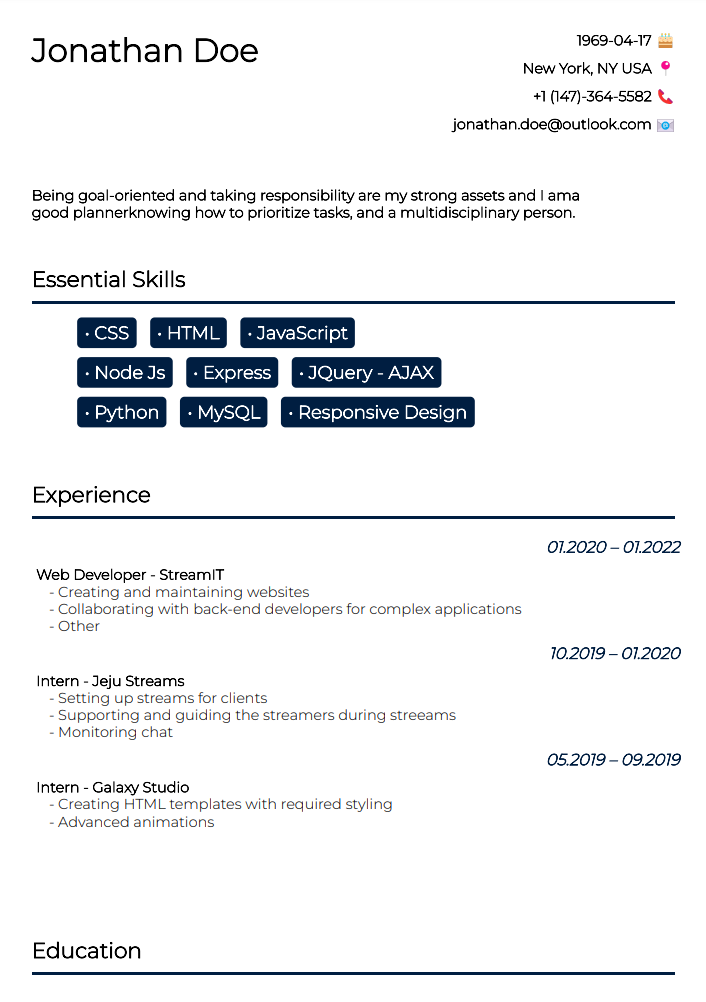 Jonathan Doe
1969-04-17
New York, NY USA
+1 (147)-364-5582
jonathan.doe@outlook.com
Being goal-oriented and taking responsibility are my strong assets and I ama
good plannerknowing how to prioritize tasks, and a multidisciplinary person.
Essential Skills
· CSS · HTML · JavaScript
· Node Js · Express · JQuery - AJAX
· Python · MySQL · Responsive Design
Experience
01.2020 – 01.2022
Web Developer - StreamIT
- Creating and maintaining websites
- Collaborating with back-end developers for complex applications
- Other
10.2019 – 01.2020
Intern - Jeju Streams
- Setting up streams for clients
- Supporting and guiding the streamers during streeams
- Monitoring chat
05.2019 – 09.2019
Intern - Galaxy Studio
- Creating HTML templates with required styling
- Advanced animations
Education